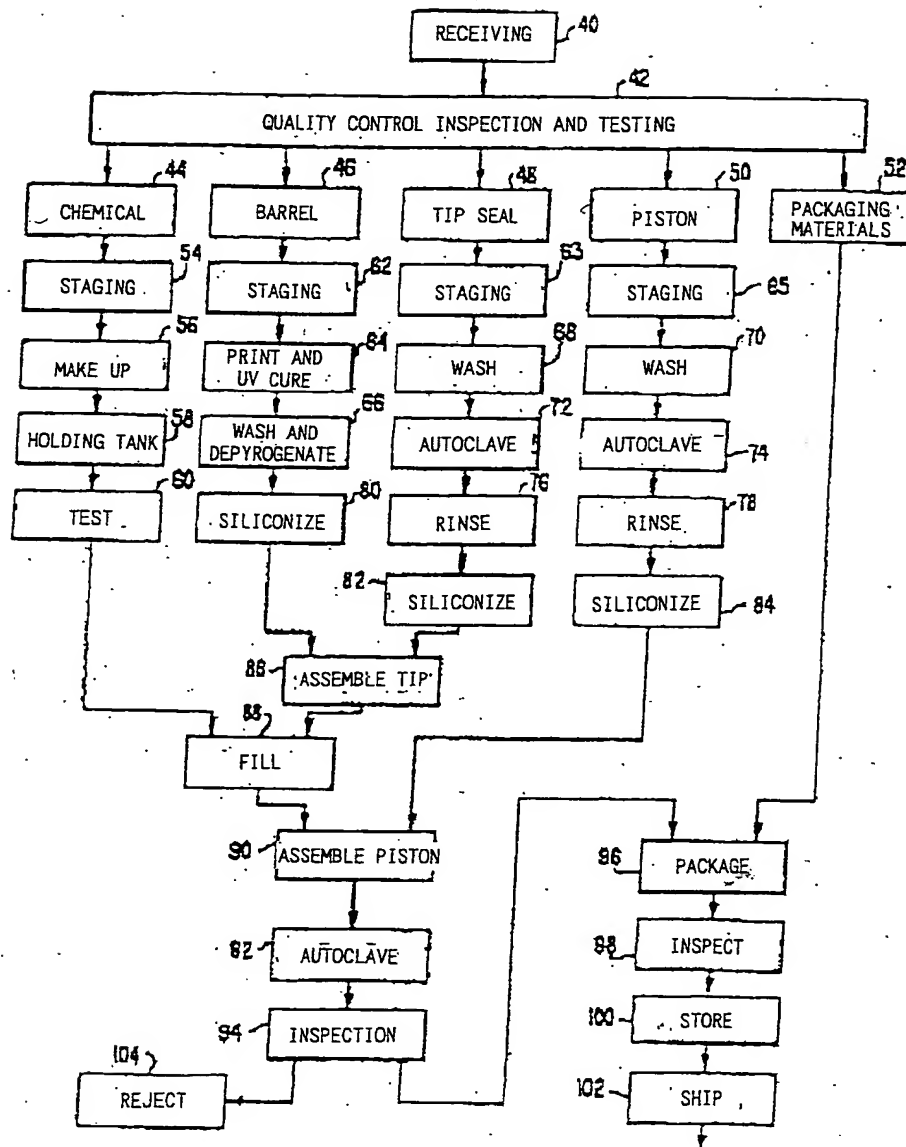 RECEIVING
40
42
QUALITY CONTROL INSPECTION AND TESTING
44
46
48
50
52
CHEMICAL
BARREL
TIP SEAL
PISTON
PACKAGING
MATERIALS
54
62
63
65
STAGING
STAGING
STAGING
STAGING
56
64
68
70
MAKE UP
PRINT AND
UV CURE
WASH
WASH
58
66
72
74
HOLDING TANK
WASH AND
DEPYROGENATE
AUTOCLAVE
AUTOCLAVE
60
80
76
78
TEST
SILICONIZE
RINSE
RINSE
82
SILICONIZE
SILICONIZE
84
86
ASSEMBLE TIP
88
FILL
90
ASSEMBLE PISTON
96
PACKAGE
92
AUTOCLAVE
98
INSPECT
94
INSPECTION
100
STORE
104
REJECT
102
SHIP